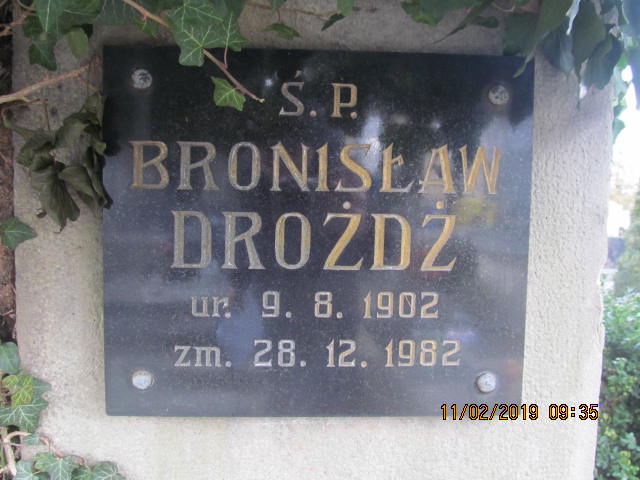 Ś. P.
BRONISŁAW
DROŻDŻ
ur. 9. 8. 1902
zm. 28. 12. 1982
11/02/2019 09:35